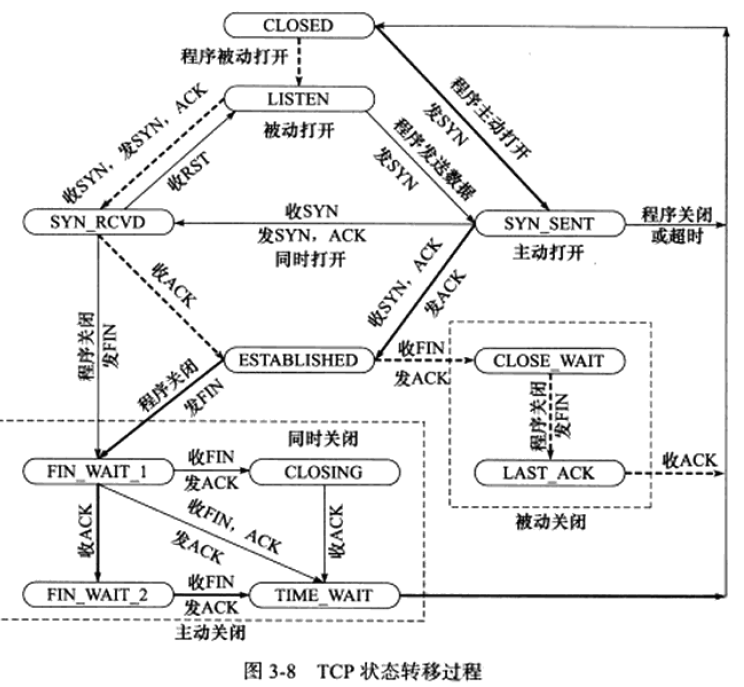 CLOSED
程序被动打开
LISTEN
被动打开
收SYN，发SYN，ACK
收RST
程序发送数据
发SYN
程序主动打开
发SYN
SYN_RCVD
收SYN
发SYN，ACK
同时打开
SYN_SENT
主动打开
程序关闭
或超时
收ACK
收SYN，ACK
发ACK
程序关闭
发FIN
ESTABLISHED
收FIN
发ACK
CLOSE_WAIT
程序关闭
发FIN
程序关闭
发FIN
LAST_ACK
收ACK
被动关闭
同时关闭
FIN_WAIT_1
收FIN
发ACK
CLOSING
收ACK
收FIN，ACK
发ACK
收ACK
FIN_WAIT_2
收FIN
发ACK
TIME_WAIT
主动关闭
图 3-8 TCP 状态转移过程